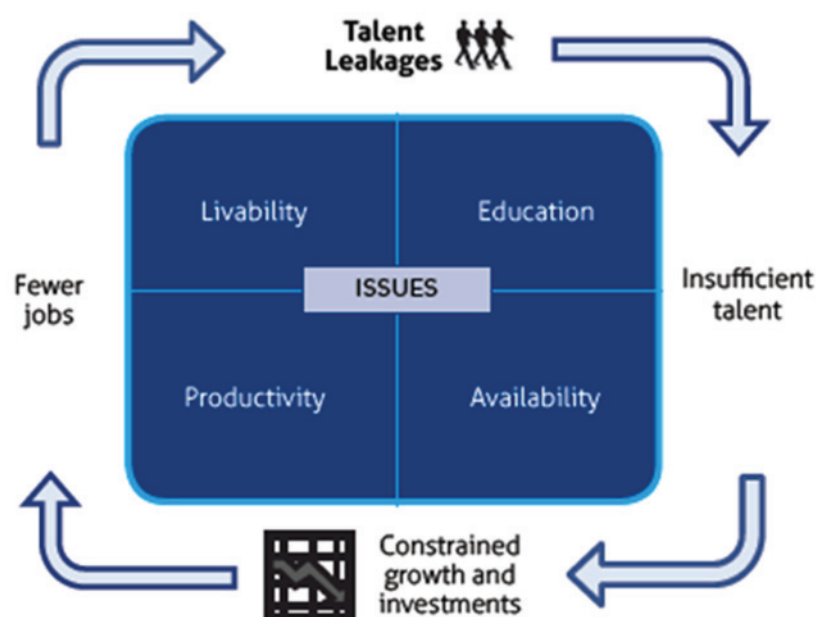 Talent
Leakages
Livability
Education
ISSUES
Fewer
jobs
Insufficient
talent
Productivity
Availability
Constrained
growth and
investments